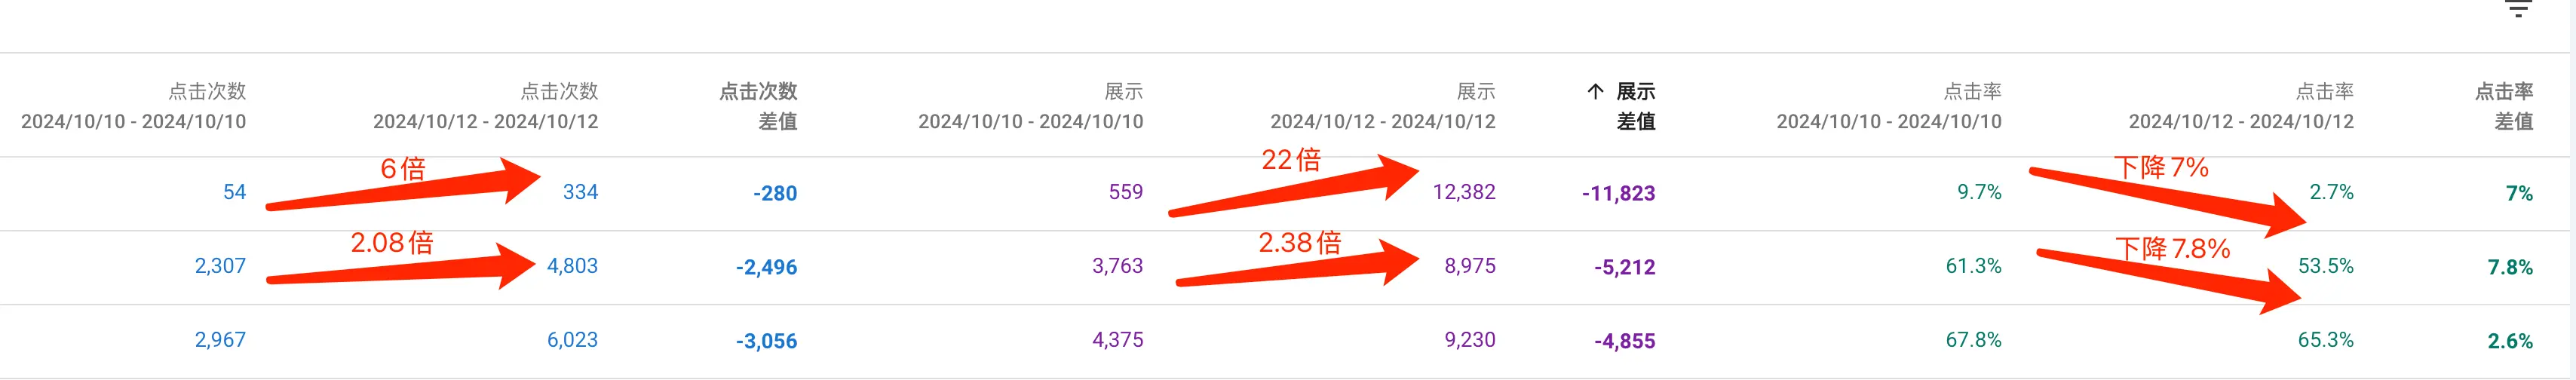 点击次数 点击次数 点击次数 展示 展示 ↑ 展示 点击率 点击率 点击率
2024/10/10 - 2024/10/10 2024/10/12 - 2024/10/12 差值 2024/10/10 - 2024/10/10 2024/10/12 - 2024/10/12 差值 2024/10/10 - 2024/10/10 2024/10/12 - 2024/10/12 差值
6倍 22倍 下降7%
54 334 -280 559 12,382 -11,823 9.7% 2.7% 7%
2.08倍 2.38倍 下降7.8%
2,307 4,803 -2,496 3,763 8,975 -5,212 61.3% 53.5% 7.8%
2,967 6,023 -3,056 4,375 9,230 -4,855 67.8% 65.3% 2.6%